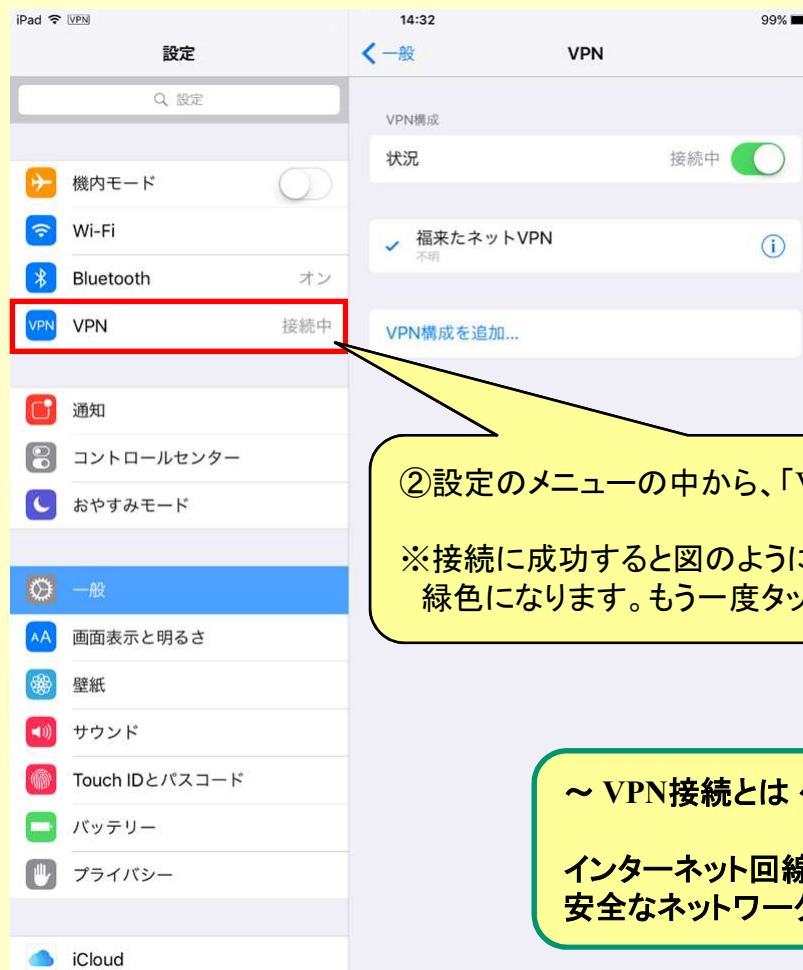 iPad VPN 14:32 99%
設定
一般 VPN
設定
VPN構成
状況 接続中
機内モード
Wi-Fi
福来たネットVPN
不明
Bluetooth オン
VPN VPN 接続中
VPN構成を追加...
通知
コントロールセンター
おやすみモード
②設定のメニューの中から、「V
※接続に成功すると図のように
緑色になります。もう一度タッ
一般
AA 画面表示と明るさ
壁紙
サウンド
Touch IDとパスコード
バッテリー
プライバシー
iCloud
～ VPN接続とは
インターネット回線
安全なネットワーク